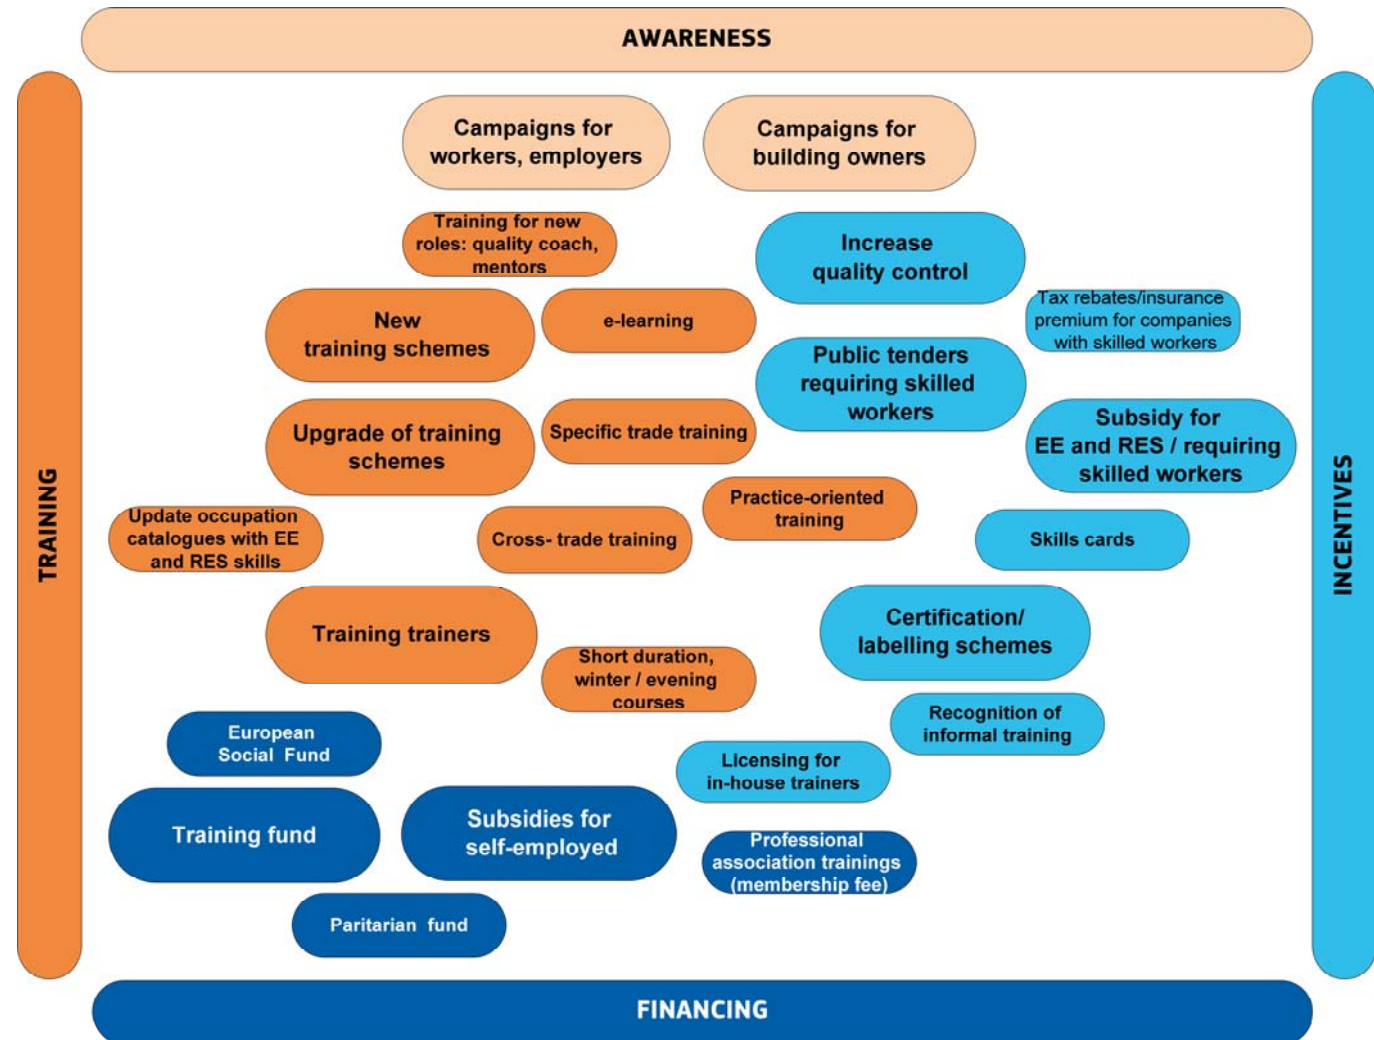 AWARENESS
Campaigns for
workers, employers
Campaigns for
building owners
Training for new
roles: quality coach,
mentors
Increase
quality control
New
training schemes
e-learning
Tax rebates/insurance
premium for companies
with skilled workers
Public tenders
requiring skilled
workers
Upgrade of training
schemes
Specific trade training
Subsidy for
EE and RES / requiring
skilled workers
TRAINING
INCENTIVES
Practice-oriented
training
Update occupation
catalogues with EE
and RES skills
Cross- trade training
Skills cards
Training trainers
Certification/
labelling schemes
Short duration,
winter / evening
courses
Recognition of
informal training
European
Social Fund
Licensing for
in-house trainers
Training fund
Subsidies for
self-employed
Professional
association trainings
(membership fee)
Paritarian fund
FINANCING